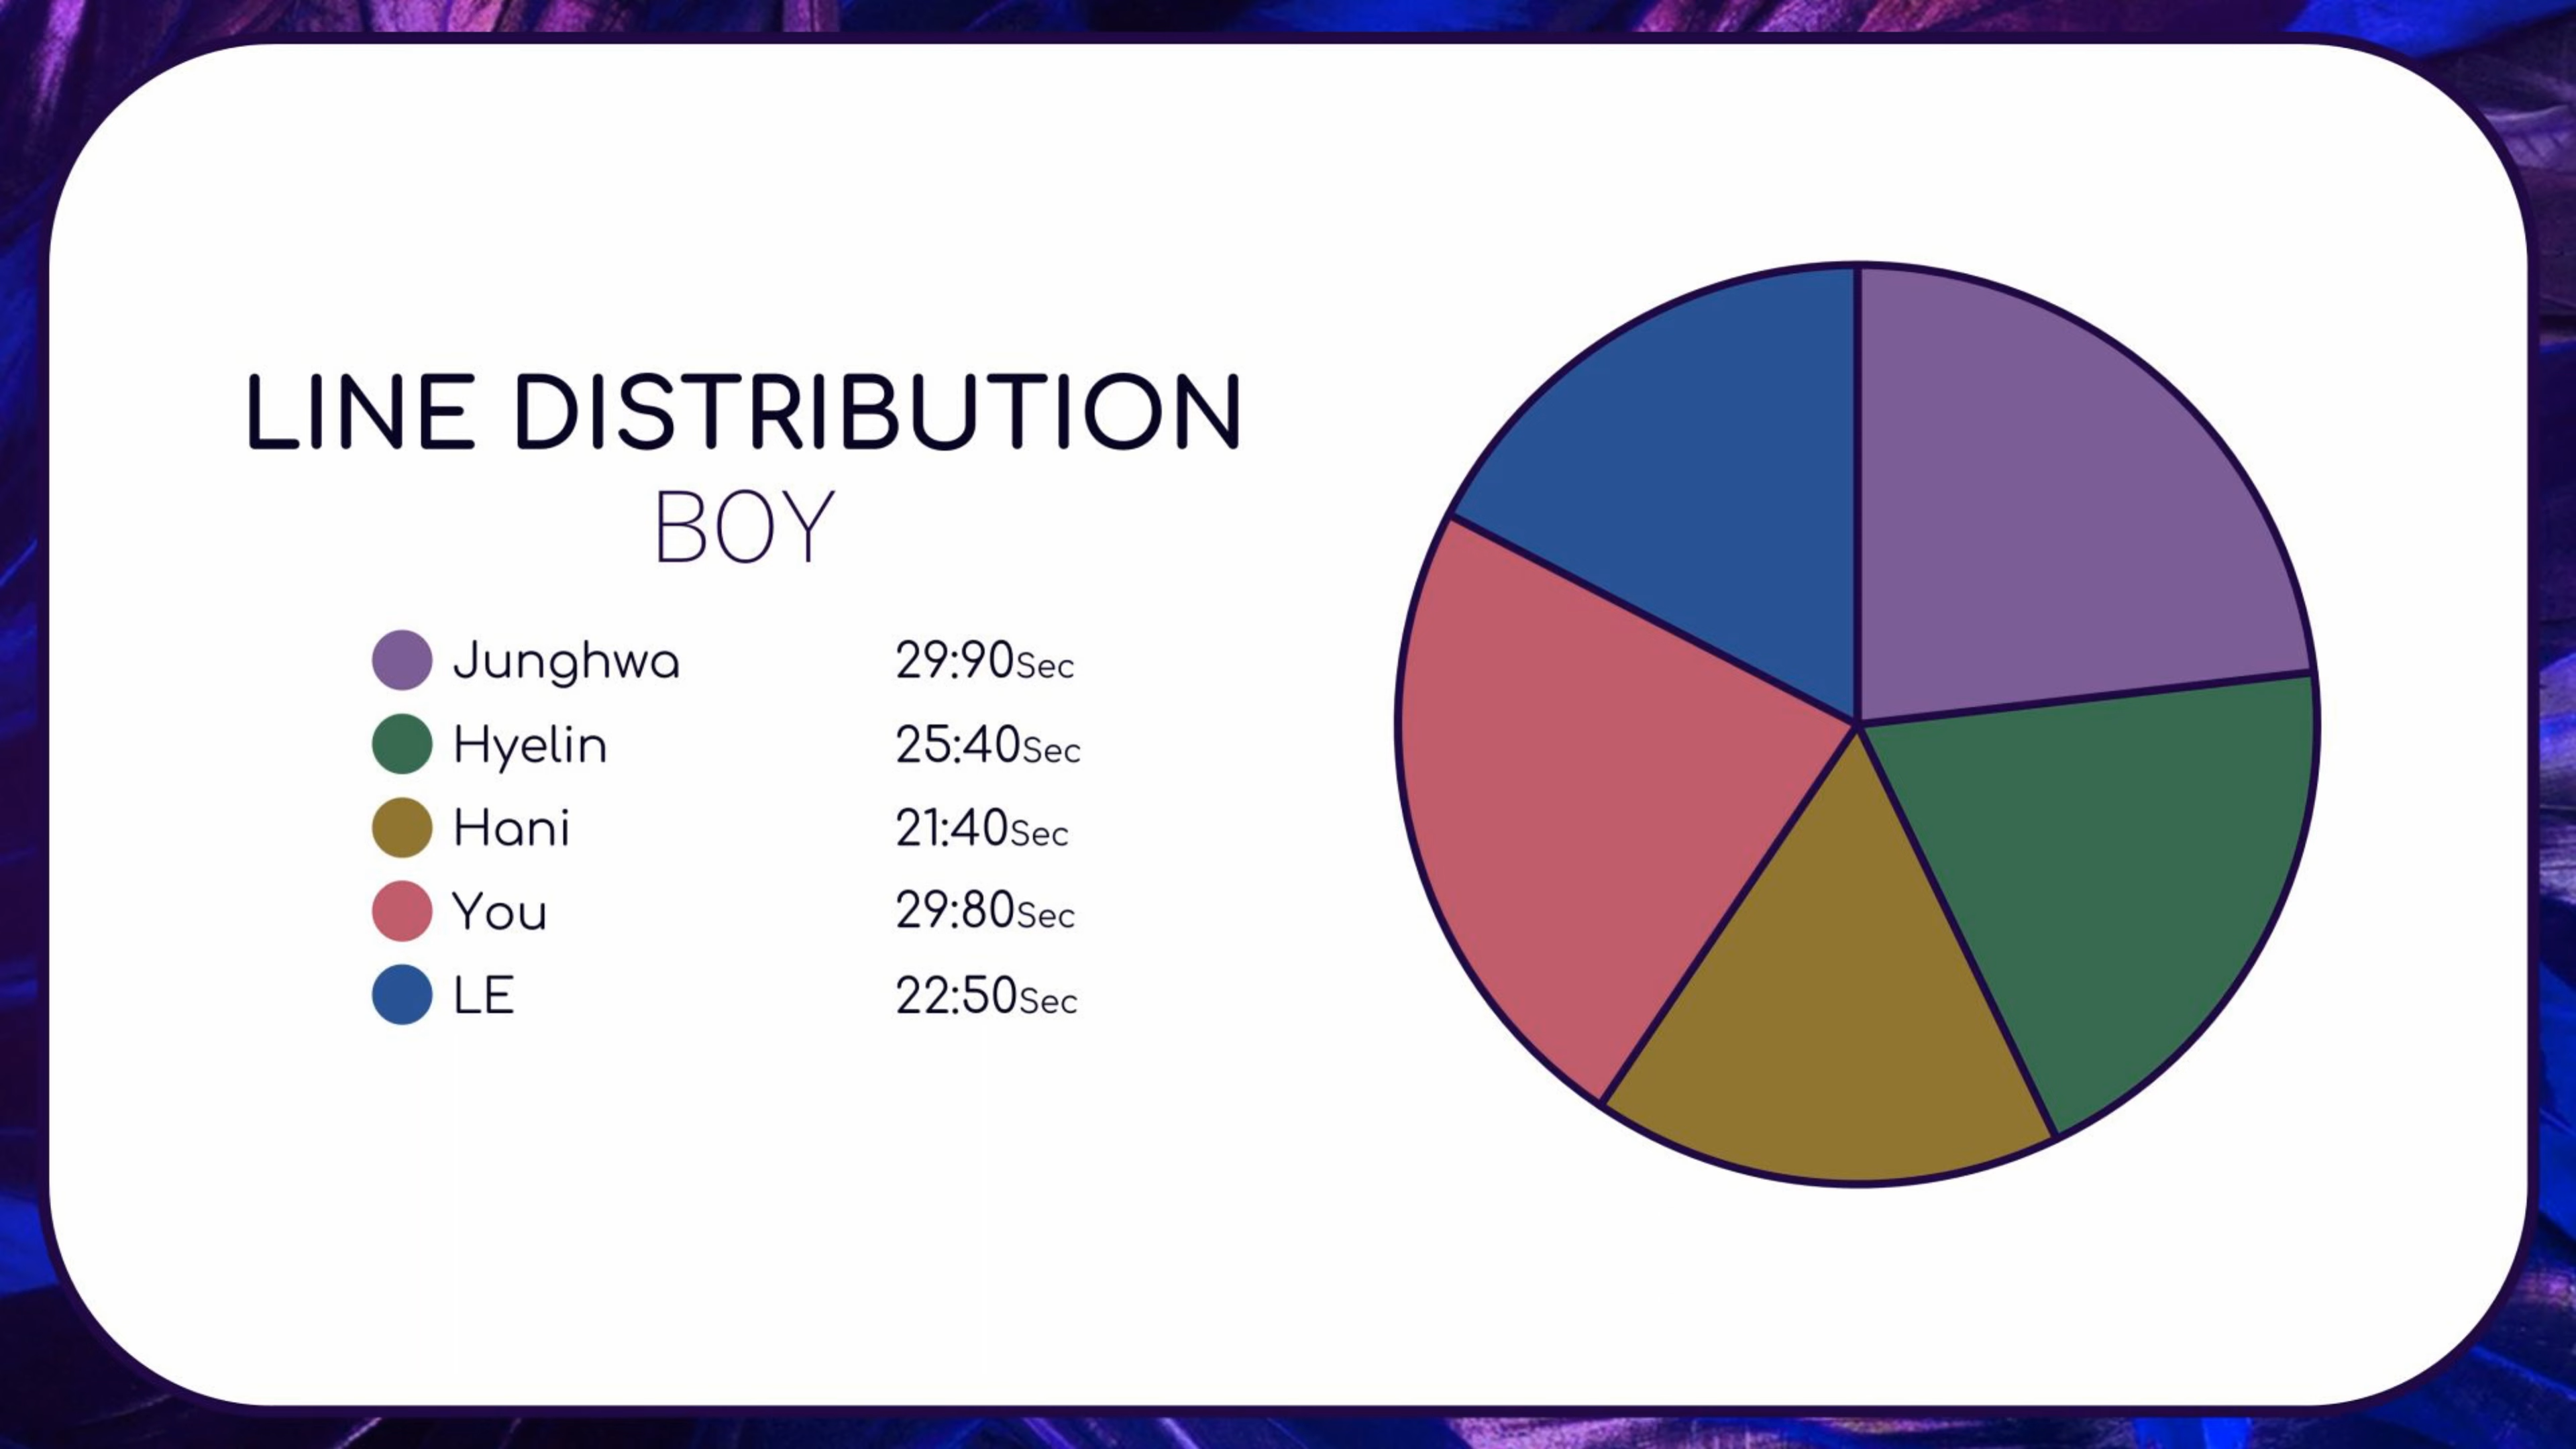 LINE DISTRIBUTION
BOY
Junghwa 29:90Sec
Hyelin 25:40Sec
Hani 21:40Sec
You 29:80Sec
LE 22:50Sec